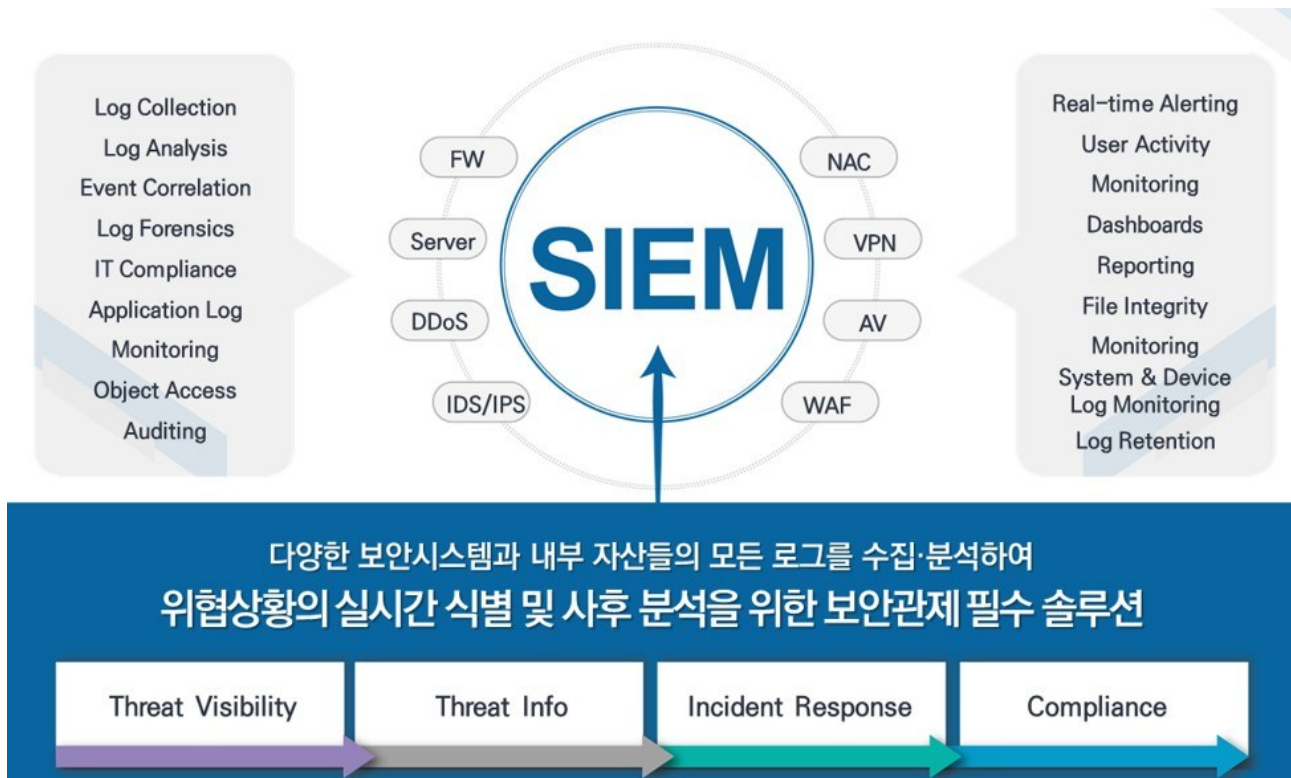 Log Collection
Log Analysis
Event Correlation
Log Forensics
IT Compliance
Application Log
Monitoring
Object Access
Auditing
FW
Server
DDoS
IDS/IPS
SIEM
NAC
VPN
AV
WAF
Real-time Alerting
User Activity
Monitoring
Dashboards
Reporting
File Integrity
Monitoring
System & Device
Log Monitoring
Log Retention
다양한 보안시스템과 내부 자산들의 모든 로그를 수집·분석하여
위협상황의 실시간 식별 및 사후 분석을 위한 보안관제 필수 솔루션
Threat Visibility
Threat Info
Incident Response
Compliance